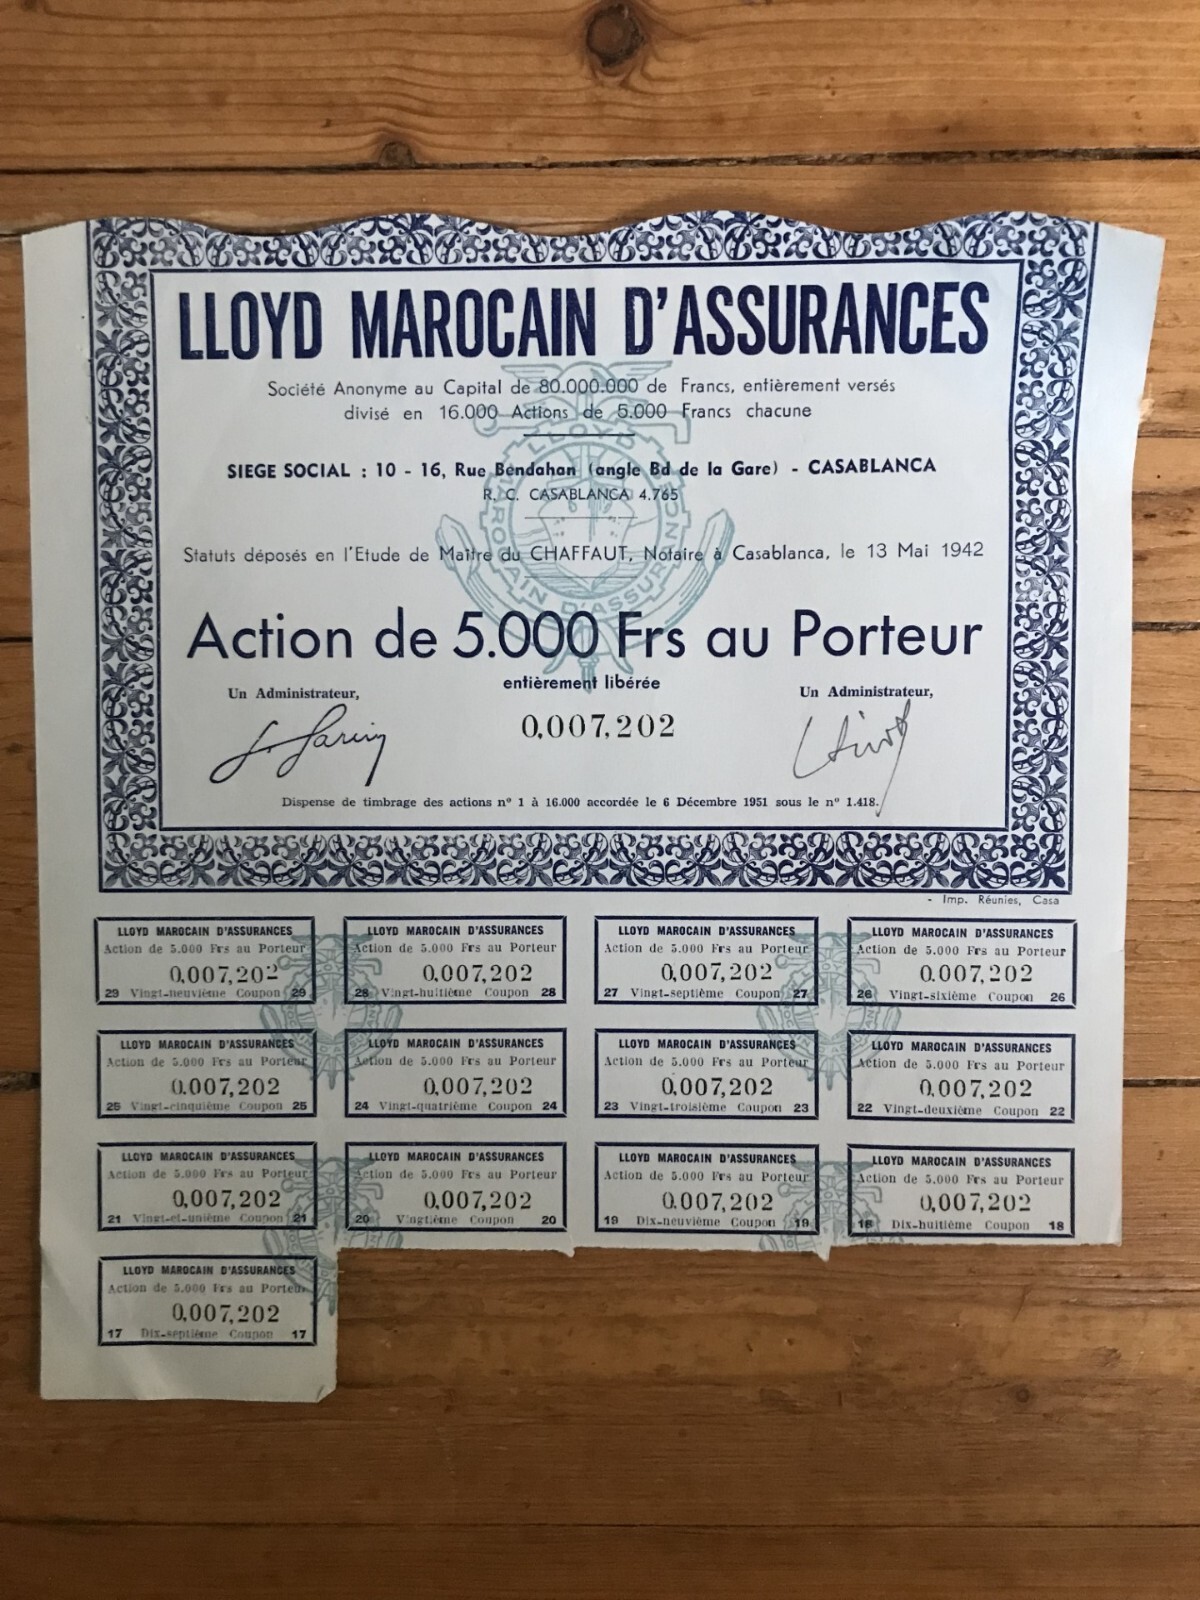 LLOYD MAROCAIN D'ASSURANCES
Société Anonyme au Capital de 80.000.000 de Francs, entièrement versés
divisé en 16.000 Actions de 5.000 Francs chacune
SIEGE SOCIAL : 10 - 16, Rue Bendahan (angle Bd de la Gare) - CASABLANCA
R. C. CASABLANCA 4.765
LLOYD MAROCAIN D'ASSURANCES
Statuts déposés en l'Etude de Maître du CHAFFAUT, Notaire à Casablanca, le 13 Mai 1942
Action de 5.000 Frs au Porteur
entièrement libérée
Un Administrateur,
Un Administrateur,
0,007,202
Dispense de timbrage des actions nº 1 à 16.000 accordée le 6 Décembre 1951 sous le nº 1.418.
- Imp. Réunies, Casa
LLOYD MAROCAIN D'ASSURANCES
Action de 5.000 Frs au Porteur
0,007,202
29 Vingt-neuvième Coupon 29
LLOYD MAROCAIN D'ASSURANCES
Action de 5.000 Frs au Porteur
0,007,202
28 Vingt-huitième Coupon 28
LLOYD MAROCAIN D'ASSURANCES
Action de 5.000 Frs au Porteur
0,007,202
27 Vingt-septième Coupon 27
LLOYD MAROCAIN D'ASSURANCES
Action de 5.000 Frs au Porteur
0.007,202
26 Vingt-sixième Coupon 26
LLOYD MAROCAIN D'ASSURANCES
Action de 5.000 Frs au Porteur
0.007,202
25 Vingt-cinquième Coupon 25
LLOYD MAROCAIN D'ASSURANCES
Action de 5.000 Frs au Porteur
0,007,202
24 Vingt-quatrième Coupon 24
LLOYD MAROCAIN D'ASSURANCES
Action de 5.000 Frs au Porteur
0,007,202
23 Vingt-troisième Coupon 23
LLOYD MAROCAIN D'ASSURANCES
Action de 5.000 Frs au Porteur
0,007,202
22 Vingt-deuxième Coupon 22
LLOYD MAROCAIN D'ASSURANCES
Action de 5.000 Frs au Porteur
0,007,202
21 Vingt-et-unième Coupon 21
LLOYD MAROCAIN D'ASSURANCES
Action de 5.000 Frs au Porteur
0,007,202
20 Vingtième Coupon 20
LLOYD MAROCAIN D'ASSURANCES
Action de 5.000 Frs au Porteur
0.007,202
19 Dix-neuvième Coupon 19
LLOYD MAROCAIN D'ASSURANCES
Action de 5.000 Frs au Porteur
0,007,202
18 Dix-huitième Coupon 18
LLOYD MAROCAIN D'ASSURANCES
Action de 5.000 Frs au Porteur
0,007,202
17 Dix-septième Coupon 17